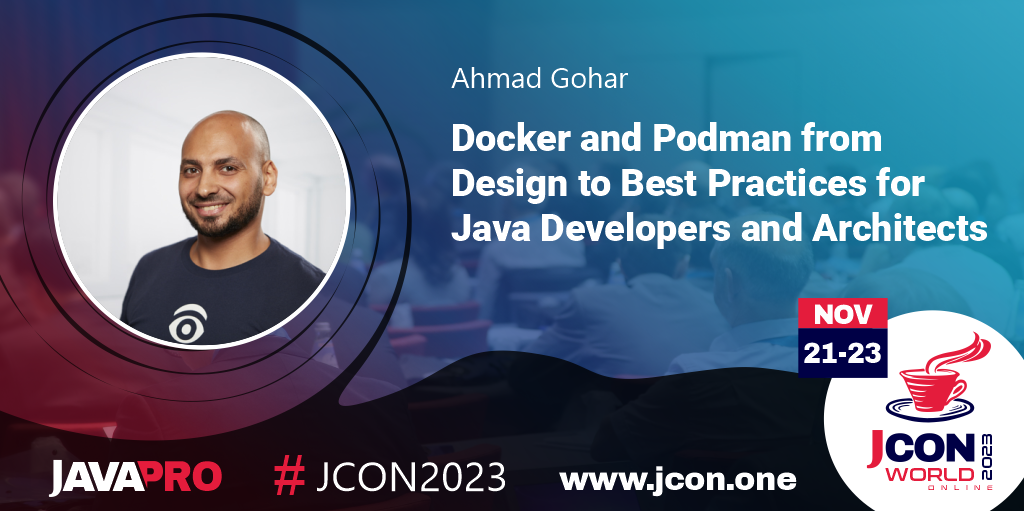 Ahmad Gohar
Docker and Podman from
Design to Best Practices for
Java Developers and Architects
NOV
21-23
JCON
WORLD
ONLINE
2023
JAVAPRO
# JCON2023
www.jcon.one